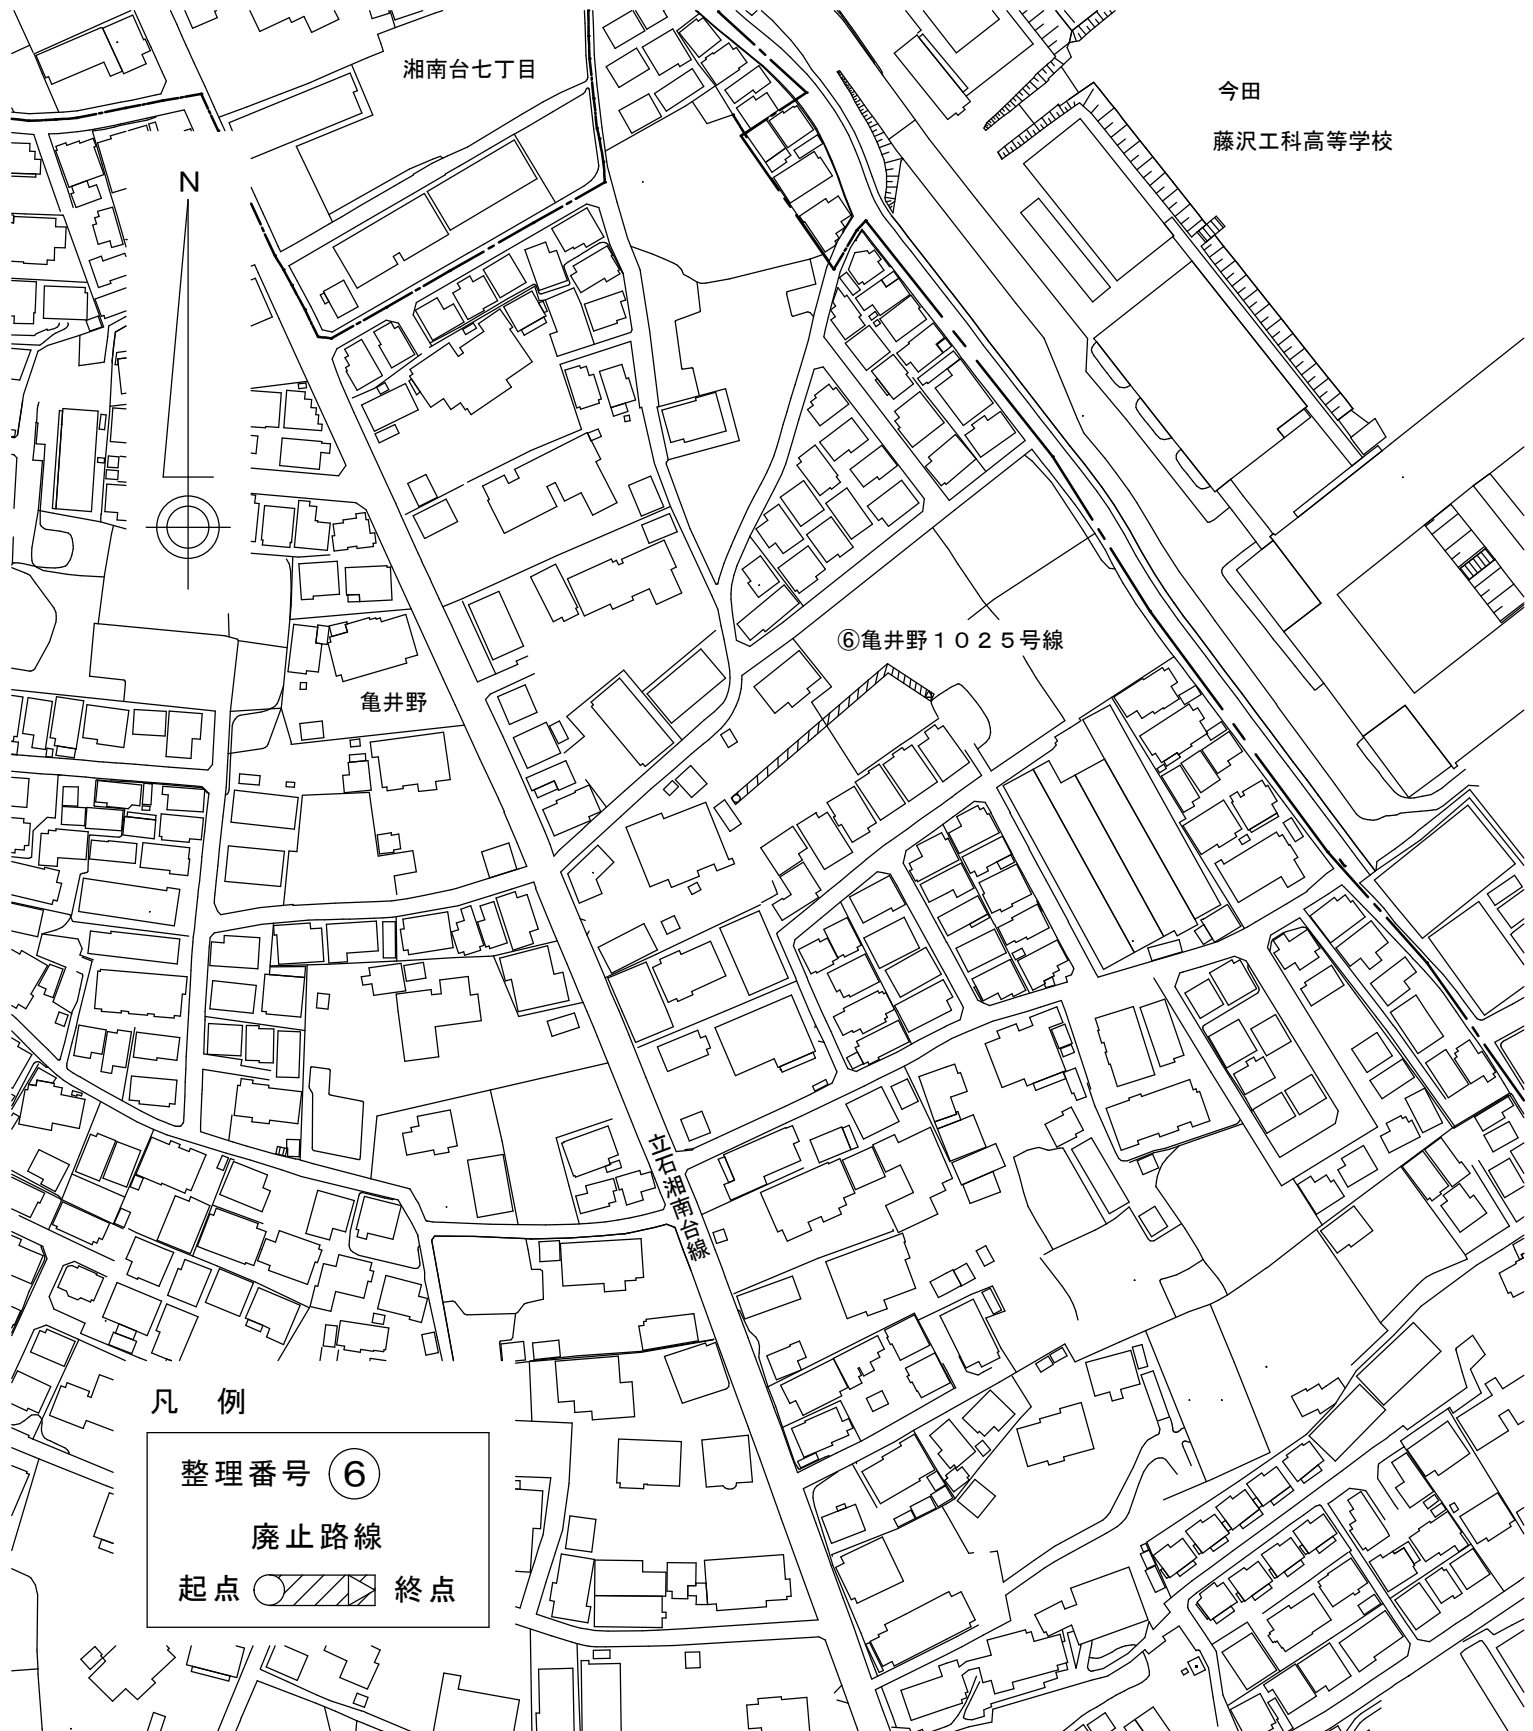 湘南台七丁目
今田
藤沢工科高等学校
N
⑥亀井野１０２５号線
亀井野
立石湘南台線
凡　例
整理番号 ⑥
廃止路線
起点 終点